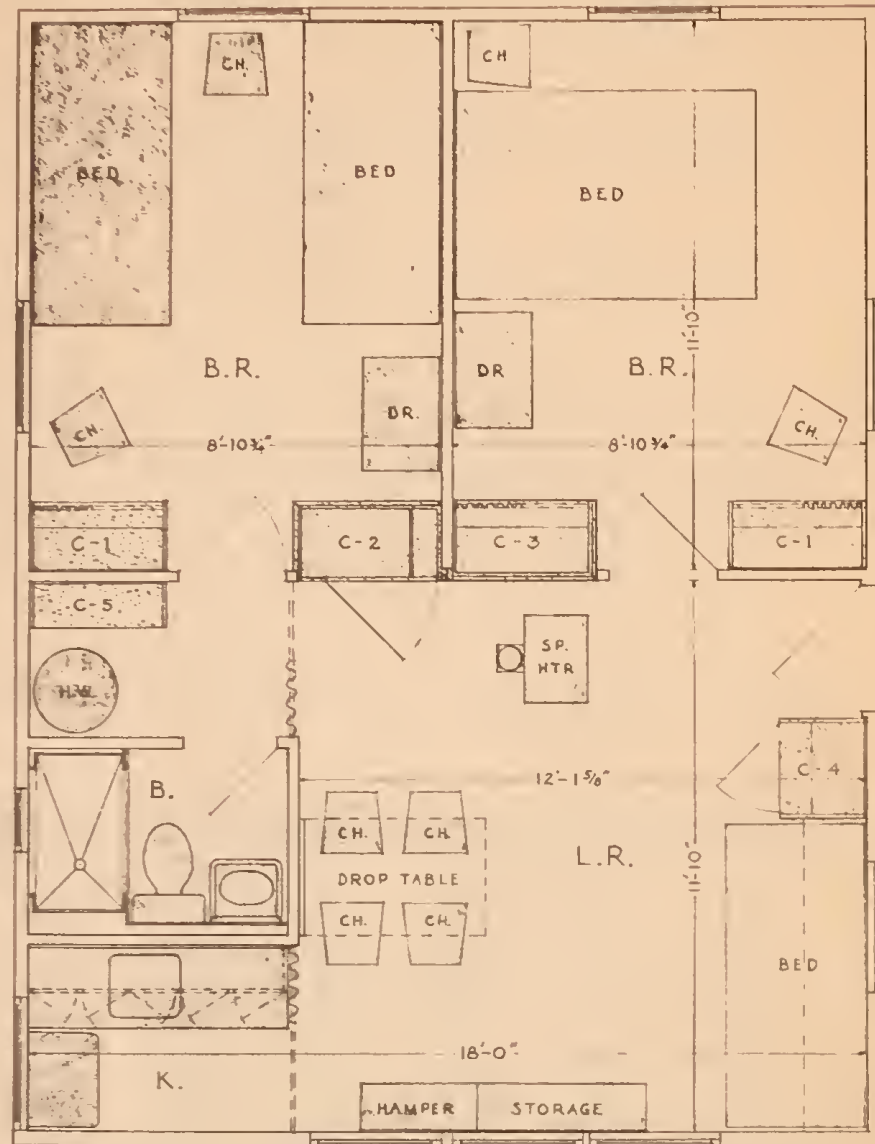 CH.
CH
BED
BED
BED
11'-10"
B.R.
B.R.
DR.
DR
CH.
CH.
8'-10¾"
8'-10¾"
C-1
C-2
C-3
C-1
C-5
SP.
HTR
H.W.
12'-1⅝"
C-4
B.
CH.
CH.
L.R.
DROP TABLE
11'-10"
CH.
CH.
BED
18'-0"
K.
HAMPER
STORAGE